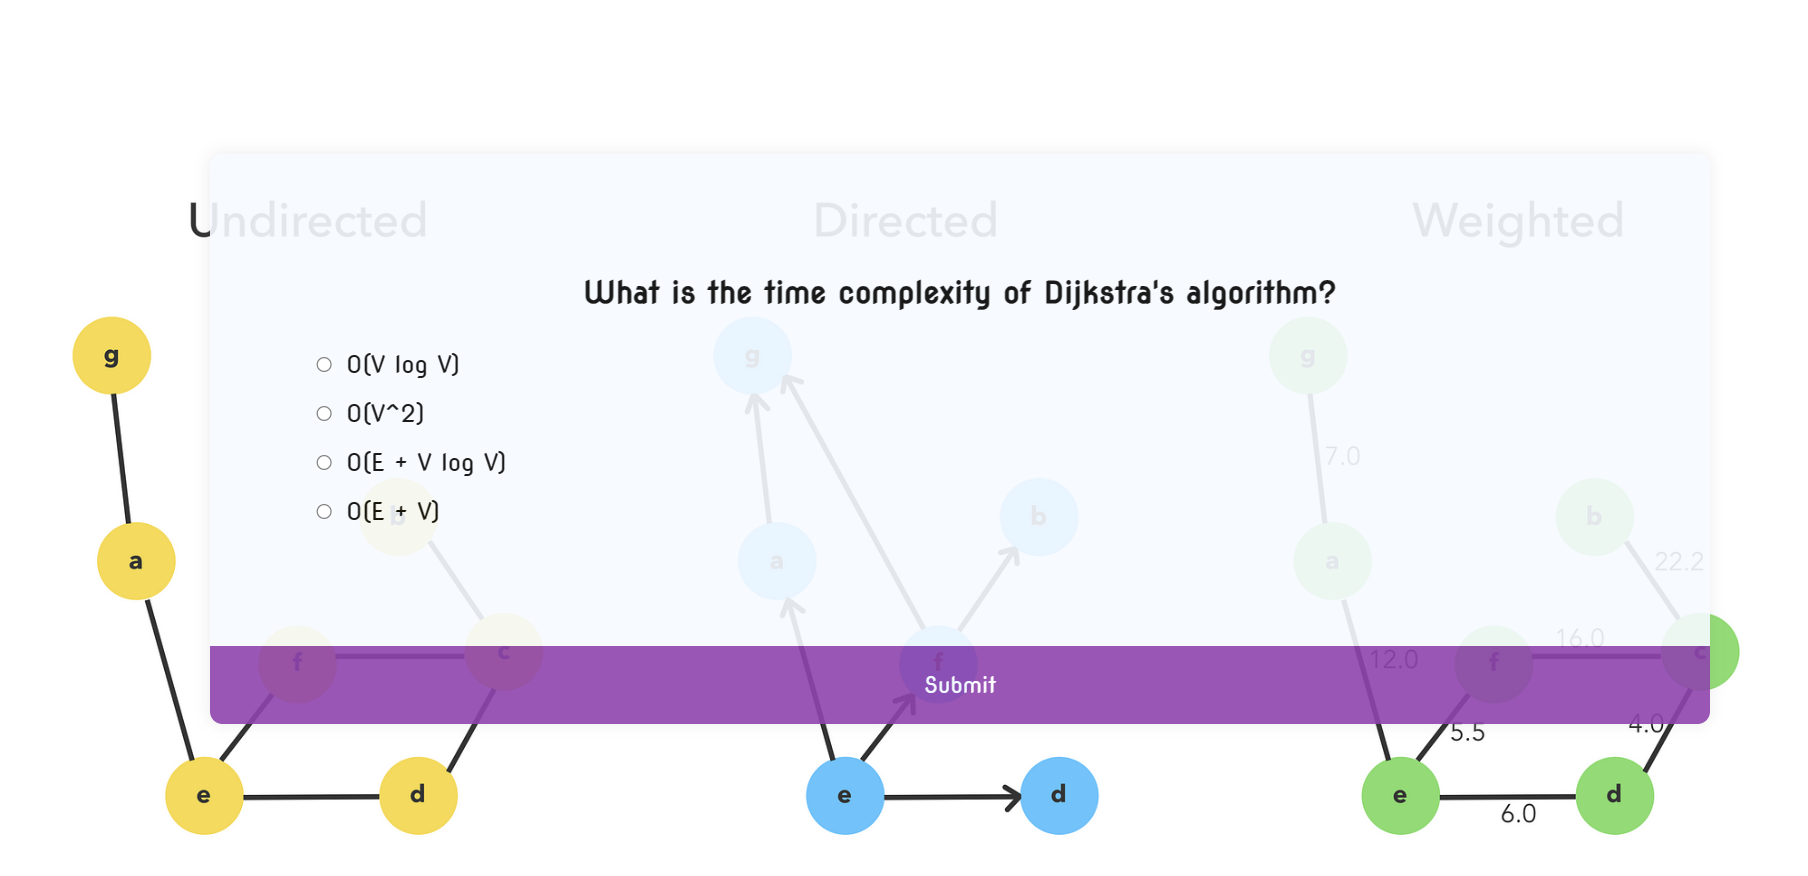 Undirected
Directed
Weighted
What is the time complexity of Dijkstra's algorithm?
O(V log V)
O(V^2)
O(E + V log V)
O(E + V)
Submit
g
a
b
f
c
e
d
g
a
b
f
e
d
g
7.0
a
b
22.2
16.0
12.0
f
c
5.5
4.0
e
6.0
d